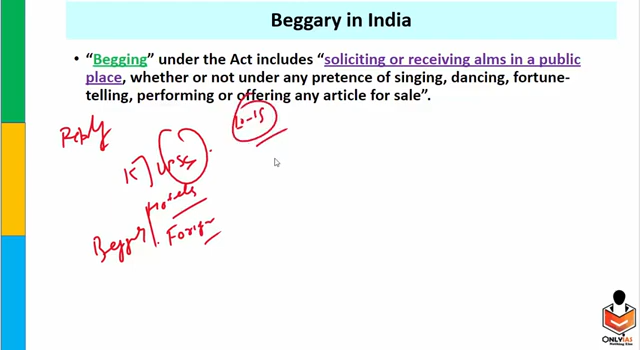 Beggary in India
• “Begging” under the Act includes “soliciting or receiving alms in a public
place, whether or not under any pretence of singing, dancing, fortune-
telling, performing or offering any article for sale”.
10-15
Reply
Hotels
Beggar
ONLYIAS